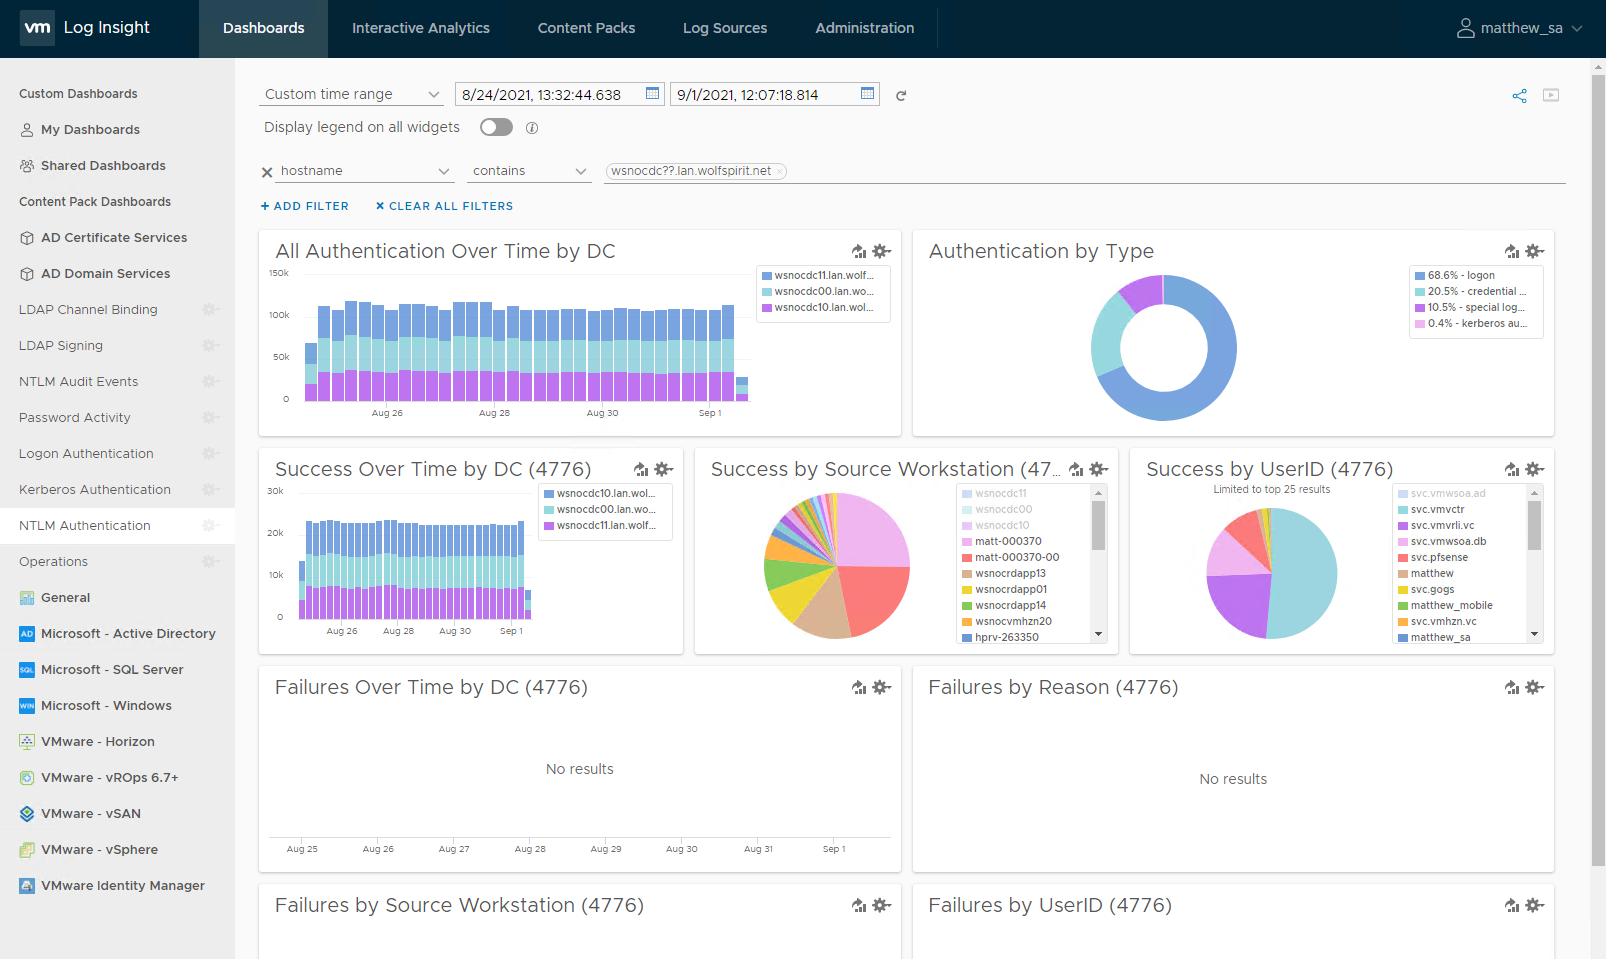 vm Log Insight
Dashboards
Interactive Analytics
Content Packs
Log Sources
Administration
matthew_sa
Custom Dashboards
My Dashboards
Shared Dashboards
Content Pack Dashboards
AD Certificate Services
AD Domain Services
LDAP Channel Binding
LDAP Signing
NTLM Audit Events
Password Activity
Logon Authentication
Kerberos Authentication
NTLM Authentication
Operations
General
AD Microsoft - Active Directory
SQL Microsoft - SQL Server
WIN Microsoft - Windows
VMware - Horizon
VMware - vROps 6.7+
VMware - vSAN
VMware - vSphere
VMware Identity Manager
Custom time range
8/24/2021, 13:32:44.638
9/1/2021, 12:07:18.814
Display legend on all widgets
hostname
contains
wsnocdc??.lan.wolfspirit.net ×
+ ADD FILTER
× CLEAR ALL FILTERS
All Authentication Over Time by DC
150k
100k
50k
0
Aug 26
Aug 28
Aug 30
Sep 1
wsnocdc11.lan.wolf...
wsnocdc00.lan.wo...
wsnocdc10.lan.wol...
Authentication by Type
68.6% - logon
20.5% - credential ...
10.5% - special log...
0.4% - kerberos au...
Success Over Time by DC (4776)
30k
20k
10k
0
Aug 26
Aug 28
Aug 30
Sep 1
wsnocdc10.lan.wol...
wsnocdc00.lan.wo...
wsnocdc11.lan.wolf...
Success by Source Workstation (47...
wsnocdc11
wsnocdc00
wsnocdc10
matt-000370
matt-000370-00
wsnocrdapp13
wsnocrdapp01
wsnocrdapp14
wsnocvmhzn20
hprv-263350
Success by UserID (4776)
Limited to top 25 results
svc.vmwsoa.ad
svc.vmvctr
svc.vmvrli.vc
svc.vmwsoa.db
svc.pfsense
matthew
svc.gogs
matthew_mobile
svc.vmhzn.vc
matthew_sa
Failures Over Time by DC (4776)
No results
Aug 25
Aug 26
Aug 27
Aug 28
Aug 29
Aug 30
Aug 31
Sep 1
Failures by Reason (4776)
No results
Failures by Source Workstation (4776)
Failures by UserID (4776)